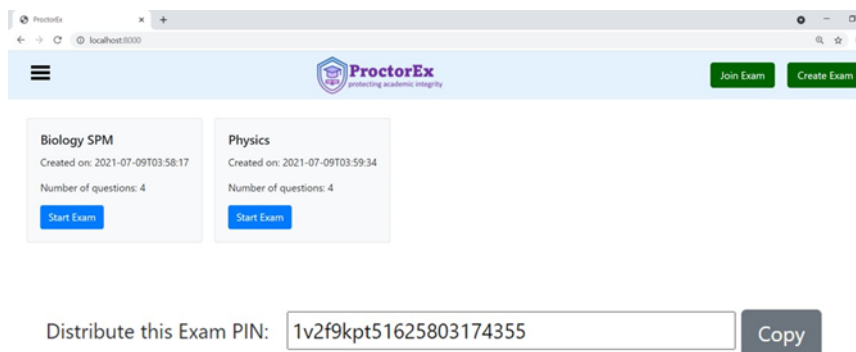 ProctorEx
localhost:8000
ProctorEx
protecting academic integrity
Join Exam
Create Exam
Biology SPM
Created on: 2021-07-09T03:58:17
Number of questions: 4
Start Exam
Physics
Created on: 2021-07-09T03:59:34
Number of questions: 4
Start Exam
Distribute this Exam PIN: 1v2f9kpt51625803174355 Copy